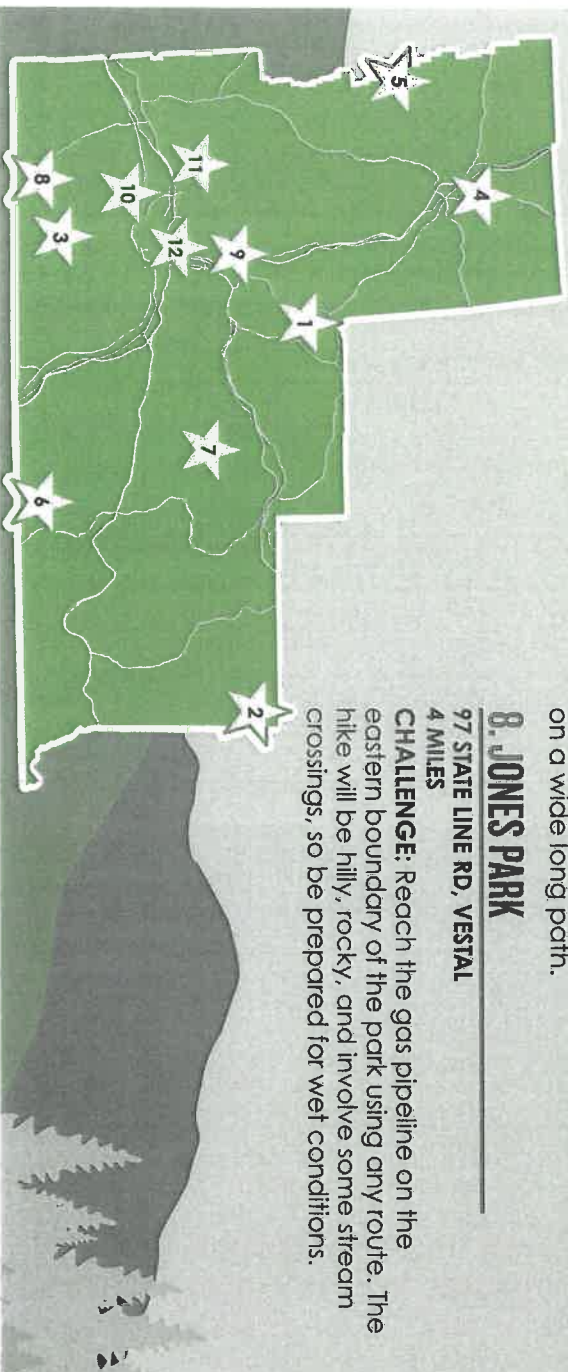 on a wide long path.
8. JONES PARK
97 STATE LINE RD, VESTAL
4 MILES
CHALLENGE: Reach the gas pipeline on the
eastern boundary of the park using any route. The
hike will be hilly, rocky, and involve some stream
crossings, so be prepared for wet conditions.
5
4
11
8
10
3
12
9
1
7
6
2